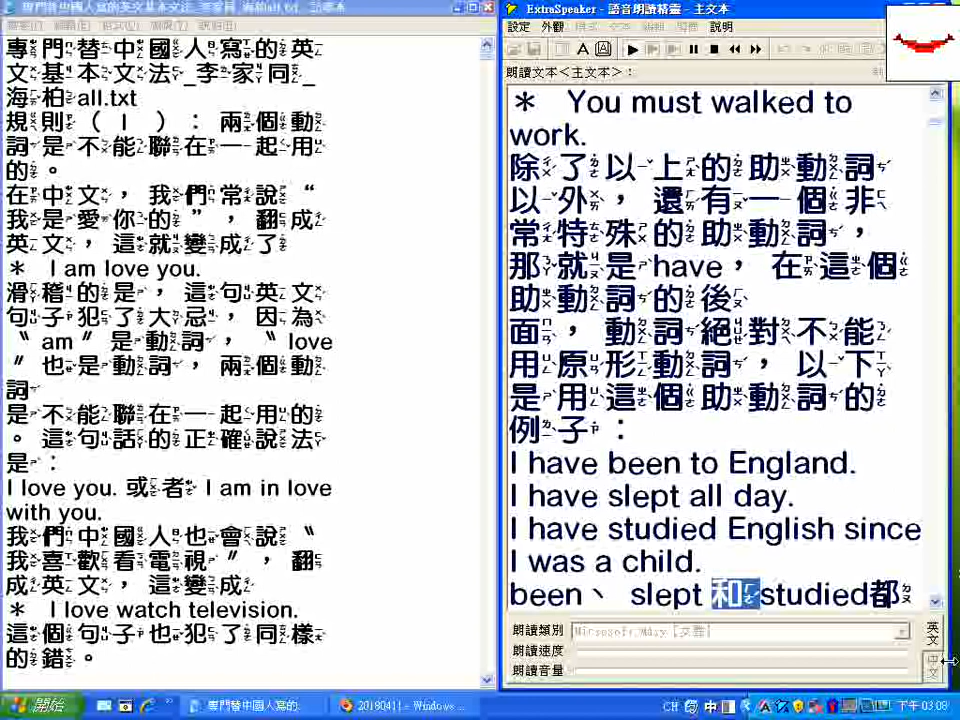 專門替中國人寫的英
文基本文法_李家同_
海柏all.txt
規則（1）：兩個動
詞是不能聯在一起用
的。
在中文，我們常說“
我是愛你的”，翻成
英文，這就變成了
＊ I am love you.
滑稽的是，這句英文
句子犯了大忌，因為
〝am〞是動詞，〝love
〞也是動詞，兩個動
詞
是不能聯在一起用的
。這句話的正確說法
是：
I love you. 或者 I am in love
with you.
我們中國人也會說〝
我喜歡看電視〞，翻
成英文，這變成
＊ I love watch television.
這個句子也犯了同樣
的錯。
ExtraSpeaker - 語音朗讀精靈 - 主文本
設定 外觀 說明
朗讀文本<主文本>：
＊ You must walked to
work.
除了以上的助動詞
以外，還有一個非
常特殊的助動詞，
那就是have，在這個
助動詞的後
面，動詞絕對不能
用原形動詞，以下
是用這個助動詞的
例子：
I have been to England.
I have slept all day.
I have studied English since
I was a child.
been、slept 和studied都
朗讀類別 Microsoft Mary【英語】
朗讀速度
朗讀音量
英文
中文
開始 專門替中國人寫的... 20180411 - Windows ... CH 中 下午 03:08